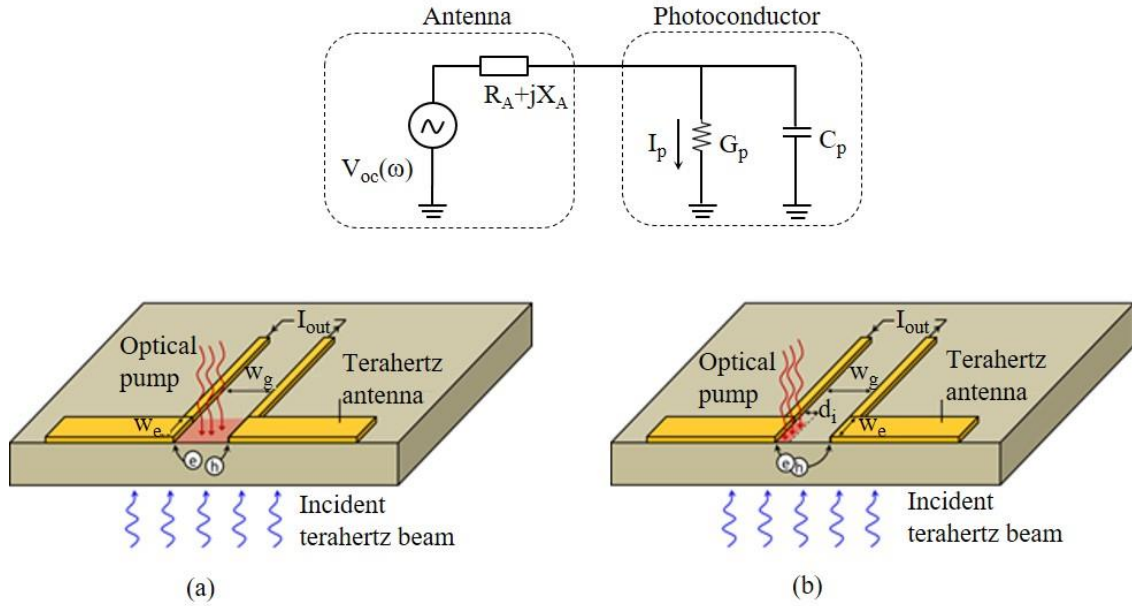 Antenna Photoconductor
R_A+jX_A
V_oc(ω)
I_p G_p C_p
I_out
Optical
pump
w_g
Terahertz
antenna
w_e
e h
Incident
terahertz beam
(a)
I_out
Optical
pump
w_g
d_i
Terahertz
antenna
w_e
e h
Incident
terahertz beam
(b)